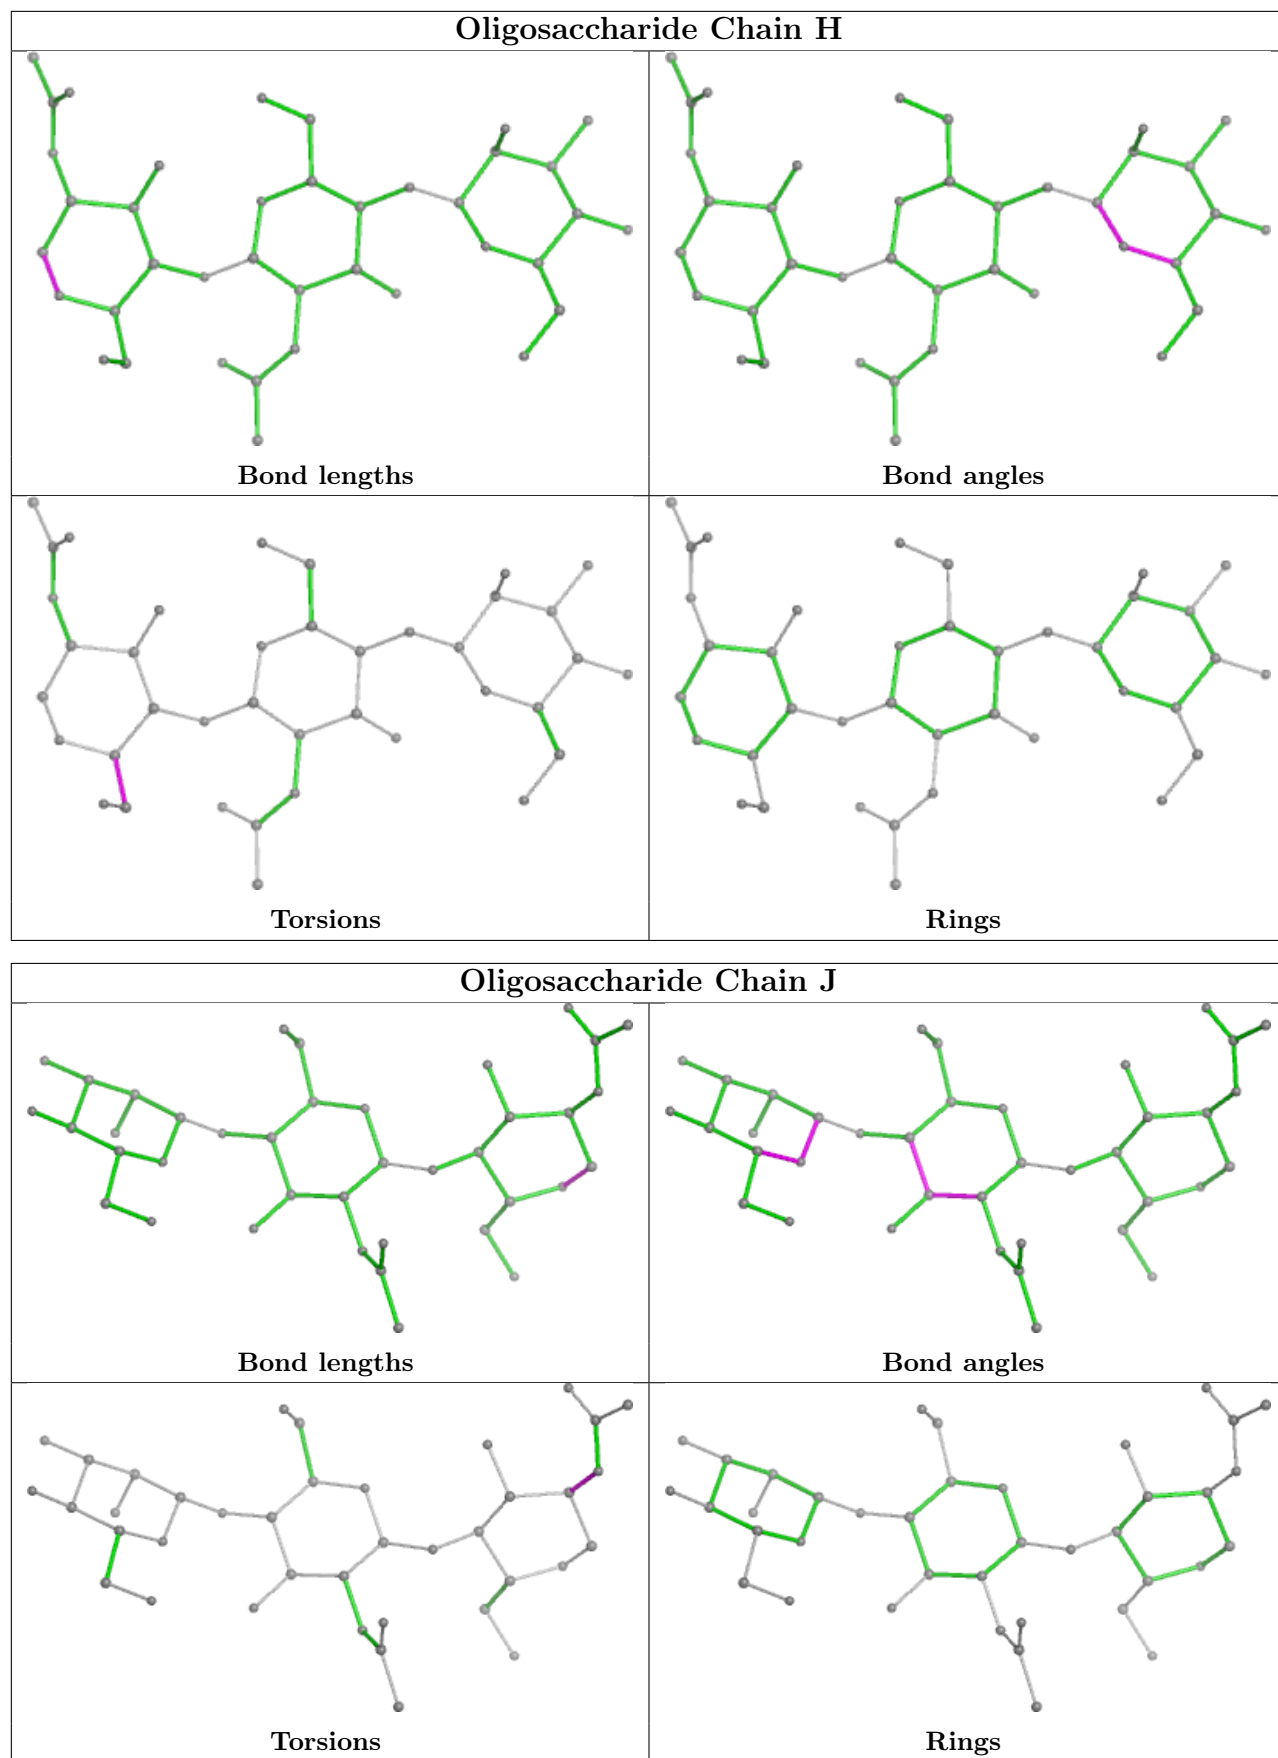 Oligosaccharide Chain H
Bond lengths
Bond angles
Torsions
Rings
Oligosaccharide Chain J
Bond lengths
Bond angles
Torsions
Rings